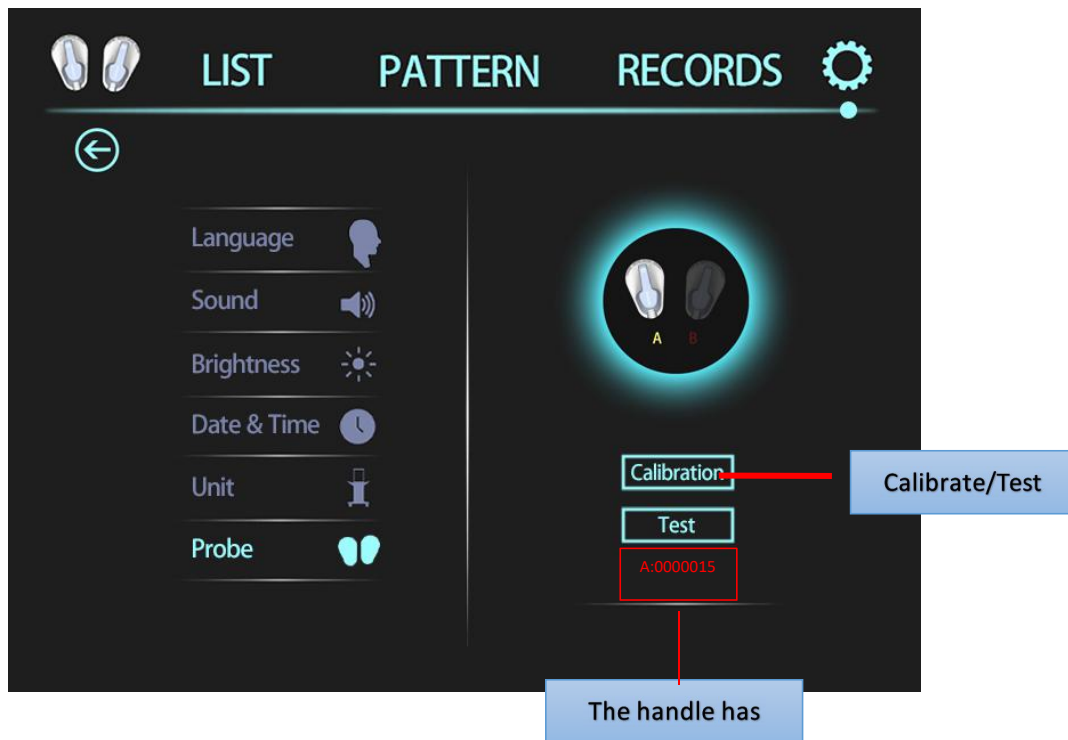 LIST PATTERN RECORDS
Language
Sound
Brightness
Date & Time
Unit
Probe
A B
Calibration
Test
A:0000015
Calibrate/Test
The handle has